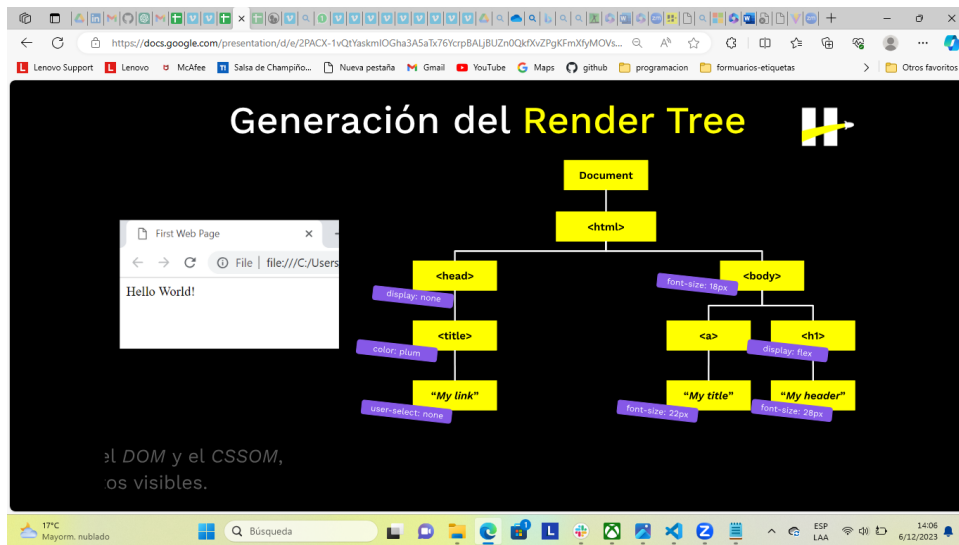 https://docs.google.com/presentation/d/e/2PACX-1vQtYaskmIOGha3A5aTx76YcrpBALjBUZn0QkfXvZPgKFmXfyMOVs...
Lenovo Support
Lenovo
McAfee
Salsa de Champiño...
Nueva pestaña
Gmail
YouTube
Maps
github
programacion
formuarios-etiquetas
Otros favoritos
Generación del Render Tree
Document
<html>
<head>
<body>
display: none
font-size: 18px
<title>
<a>
<h1>
color: plum
display: flex
“My link”
“My title”
“My header”
user-select: none
font-size: 22px
font-size: 28px
First Web Page
File | file:///C:/Users
Hello World!
el DOM y el CSSOM,
os visibles.
17°C
Mayorm. nublado
Búsqueda
ESP
LAA
14:06
6/12/2023